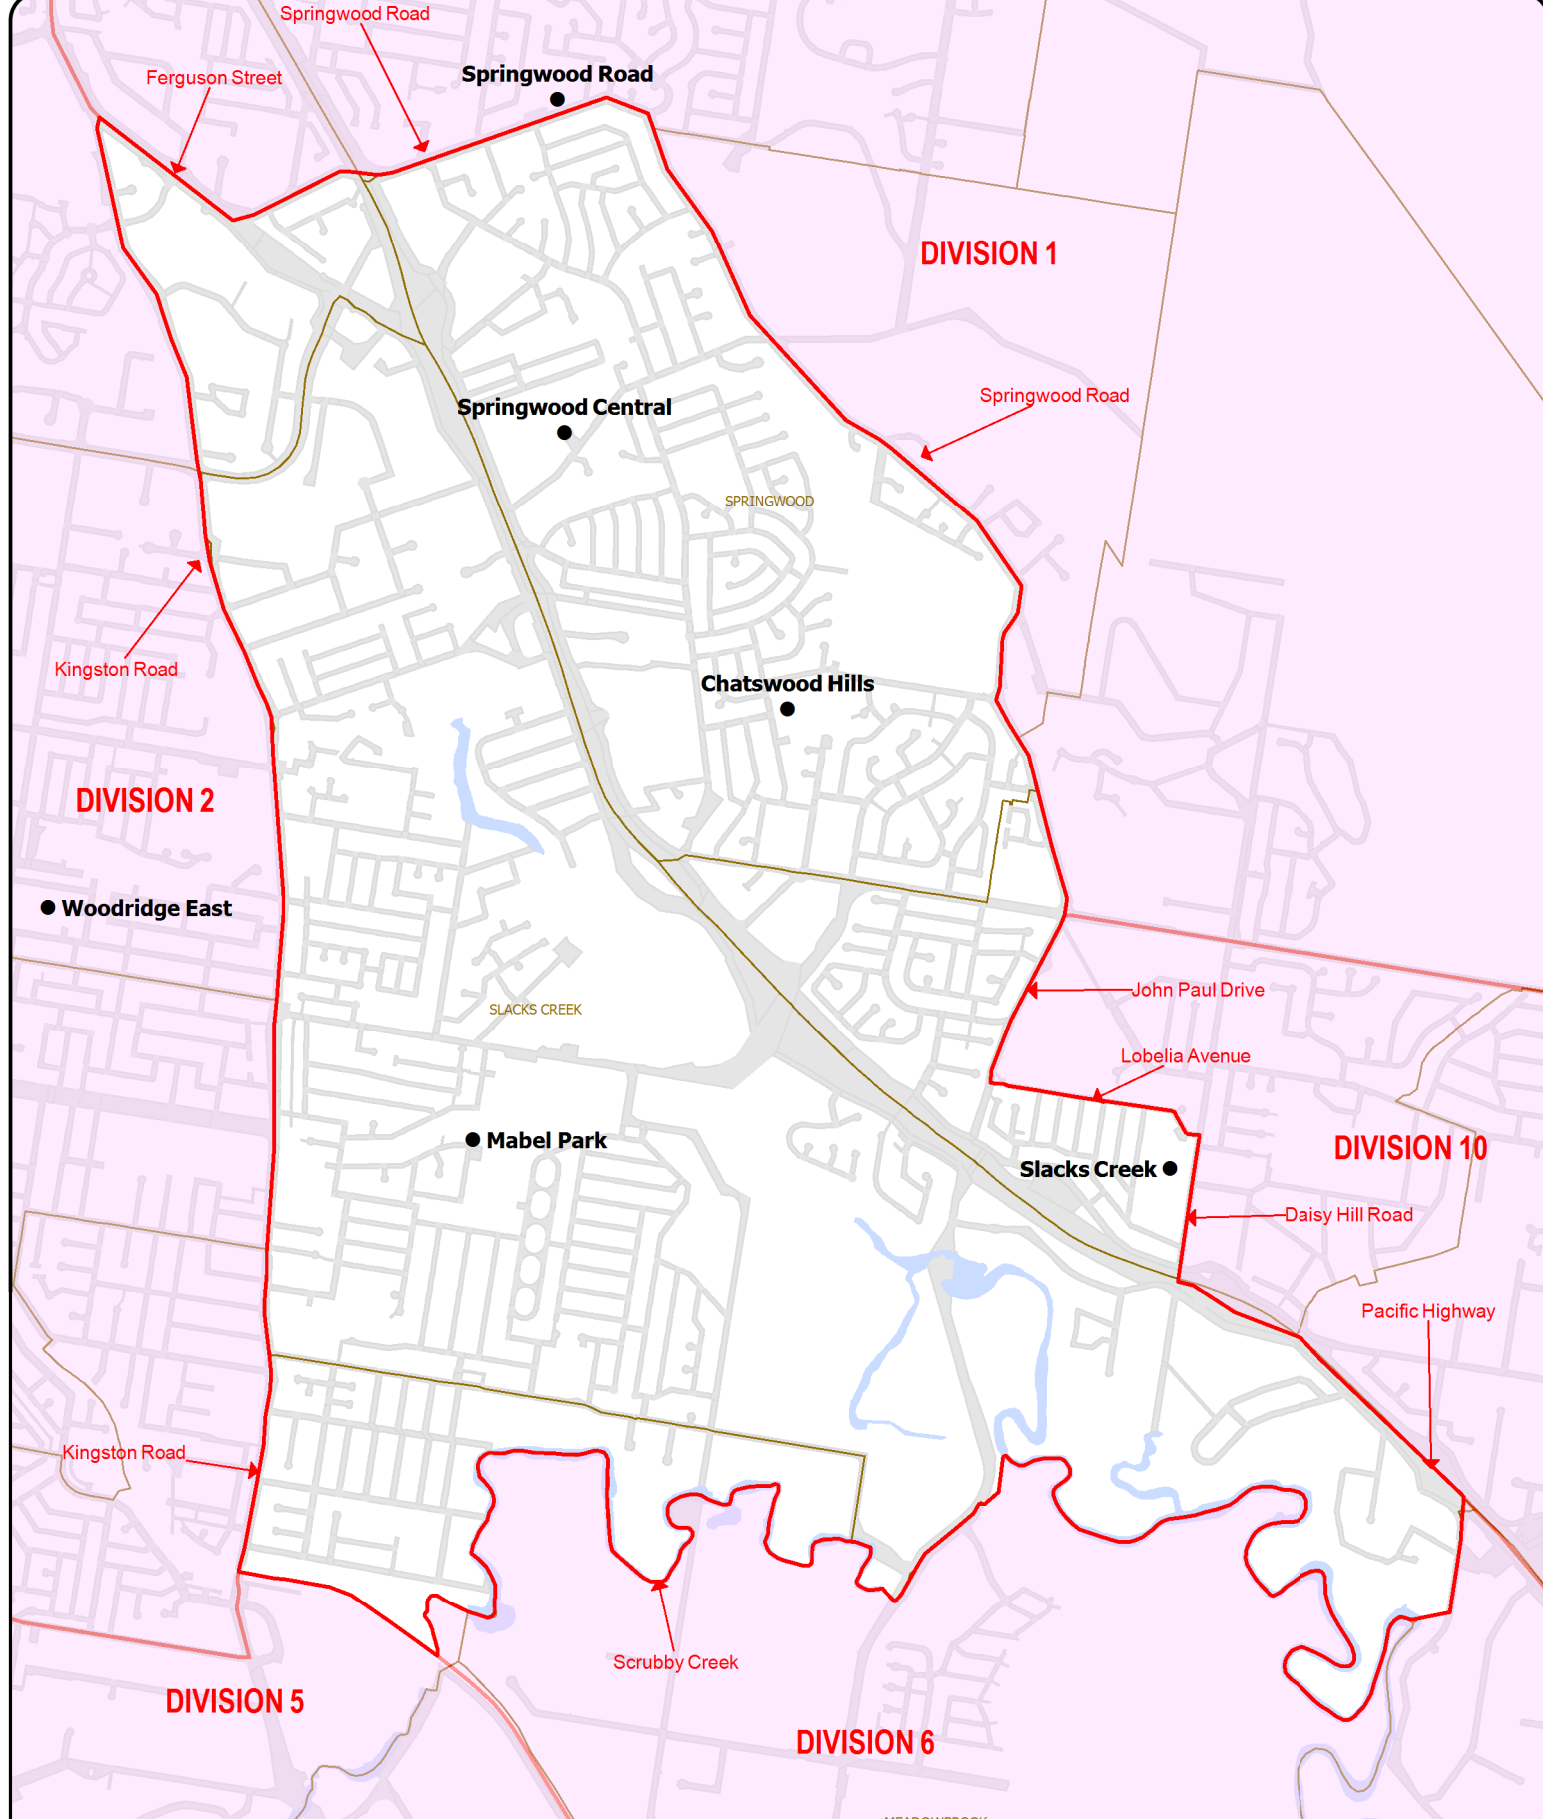 Springwood Road
Springwood Road
Ferguson Street
DIVISION 1
Springwood Road
Springwood Central
SPRINGWOOD
Kingston Road
Chatswood Hills
DIVISION 2
Woodridge East
John Paul Drive
SLACKS CREEK
Lobelia Avenue
Mabel Park
DIVISION 10
Slacks Creek
Daisy Hill Road
Pacific Highway
Kingston Road
Scrubby Creek
DIVISION 5
DIVISION 6